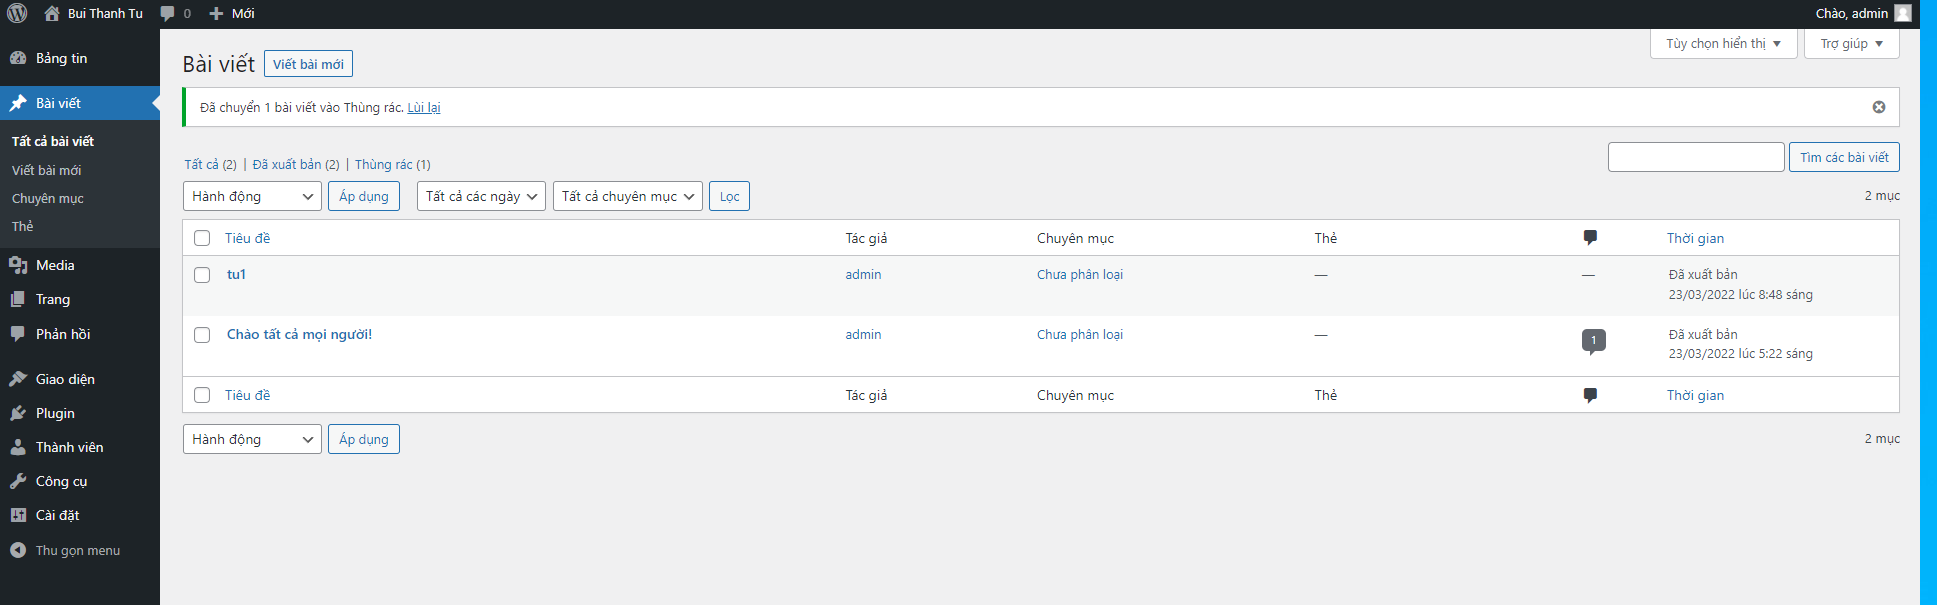 Bui Thanh Tu 0 Mới Chào, admin
Tùy chọn hiển thị Trợ giúp
Bảng tin
Bài viết
Tất cả bài viết
Viết bài mới
Chuyên mục
Thẻ
Media
Trang
Phản hồi
Giao diện
Plugin
Thành viên
Công cụ
Cài đặt
Thu gọn menu
Bài viết Viết bài mới
Đã chuyển 1 bài viết vào Thùng rác. Lùi lại
Tất cả (2) | Đã xuất bản (2) | Thùng rác (1)
Tìm các bài viết
Hành động Áp dụng Tất cả các ngày Tất cả chuyên mục Lọc 2 mục
Tiêu đề Tác giả Chuyên mục Thẻ Thời gian
tu1 admin Chưa phân loại — — Đã xuất bản
23/03/2022 lúc 8:48 sáng
Chào tất cả mọi người! admin Chưa phân loại — 1 Đã xuất bản
23/03/2022 lúc 5:22 sáng
Tiêu đề Tác giả Chuyên mục Thẻ Thời gian
Hành động Áp dụng 2 mục